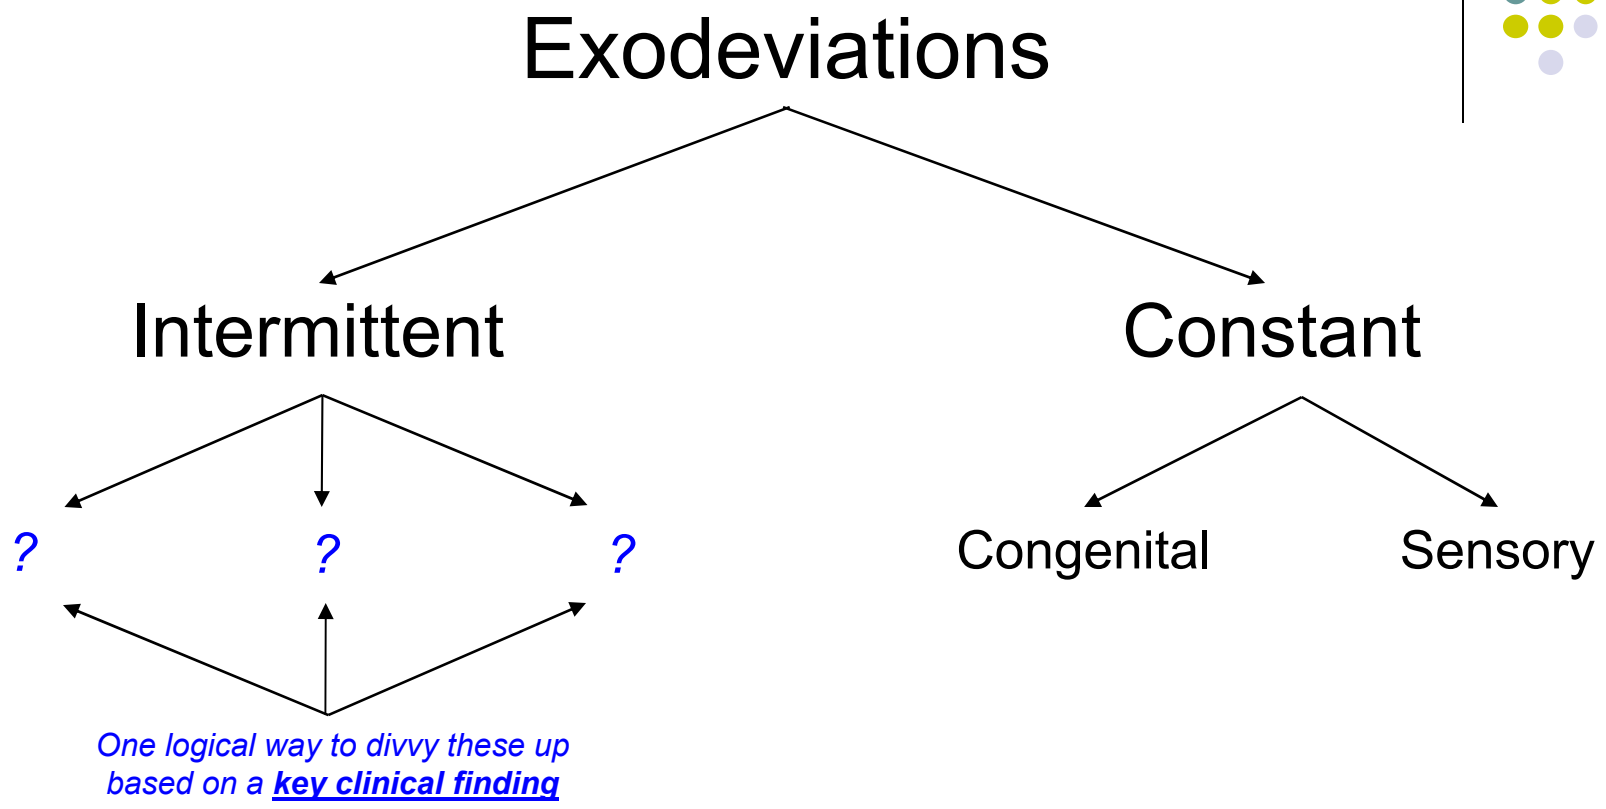 Exodeviations
Intermittent
Constant
?
?
?
Congenital
Sensory
One logical way to divvy these up
based on a key clinical finding